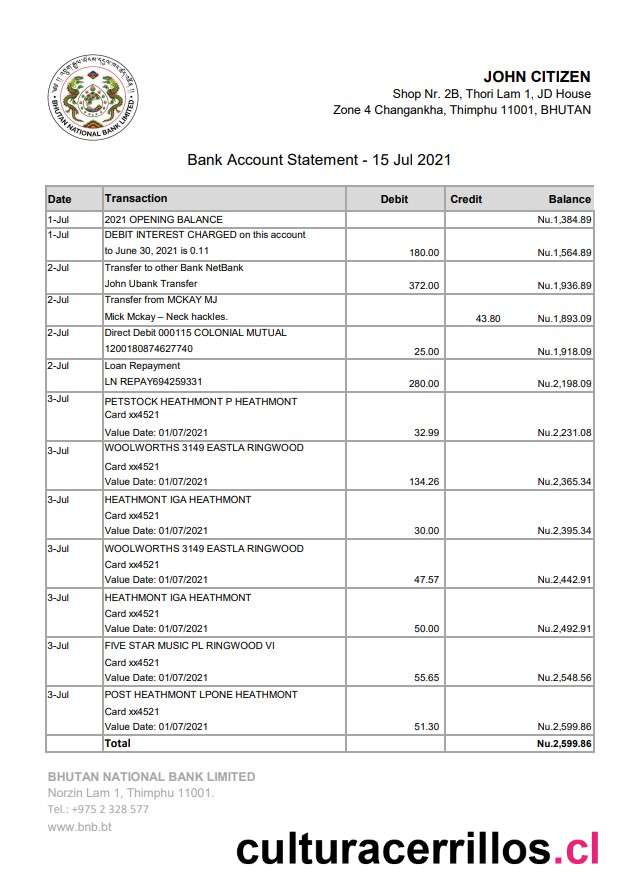 BHUTAN NATIONAL BANK LIMITED
JOHN CITIZEN
Shop Nr. 2B, Thori Lam 1, JD House
Zone 4 Changankha, Thimphu 11001, BHUTAN
Bank Account Statement - 15 Jul 2021
Date Transaction Debit Credit Balance
1-Jul 2021 OPENING BALANCE Nu.1,384.89
1-Jul DEBIT INTEREST CHARGED on this account
to June 30, 2021 is 0.11 180.00 Nu.1,564.89
2-Jul Transfer to other Bank NetBank
John Ubank Transfer 372.00 Nu.1,936.89
2-Jul Transfer from MCKAY MJ
Mick Mckay – Neck hackles. 43.80 Nu.1,893.09
2-Jul Direct Debit 000115 COLONIAL MUTUAL
1200180874627740 25.00 Nu.1,918.09
2-Jul Loan Repayment
LN REPAY694259331 280.00 Nu.2,198.09
3-Jul PETSTOCK HEATHMONT P HEATHMONT
Card xx4521
Value Date: 01/07/2021 32.99 Nu.2,231.08
3-Jul WOOLWORTHS 3149 EASTLA RINGWOOD
Card xx4521
Value Date: 01/07/2021 134.26 Nu.2,365.34
3-Jul HEATHMONT IGA HEATHMONT
Card xx4521
Value Date: 01/07/2021 30.00 Nu.2,395.34
3-Jul WOOLWORTHS 3149 EASTLA RINGWOOD
Card xx4521
Value Date: 01/07/2021 47.57 Nu.2,442.91
3-Jul HEATHMONT IGA HEATHMONT
Card xx4521
Value Date: 01/07/2021 50.00 Nu.2,492.91
3-Jul FIVE STAR MUSIC PL RINGWOOD VI
Card xx4521
Value Date: 01/07/2021 55.65 Nu.2,548.56
3-Jul POST HEATHMONT LPONE HEATHMONT
Card xx4521
Value Date: 01/07/2021 51.30 Nu.2,599.86
Total Nu.2,599.86
BHUTAN NATIONAL BANK LIMITED
Norzin Lam 1, Thimphu 11001.
Tel.: +975 2 328 577
www.bnb.bt
culturacerrillos.cl